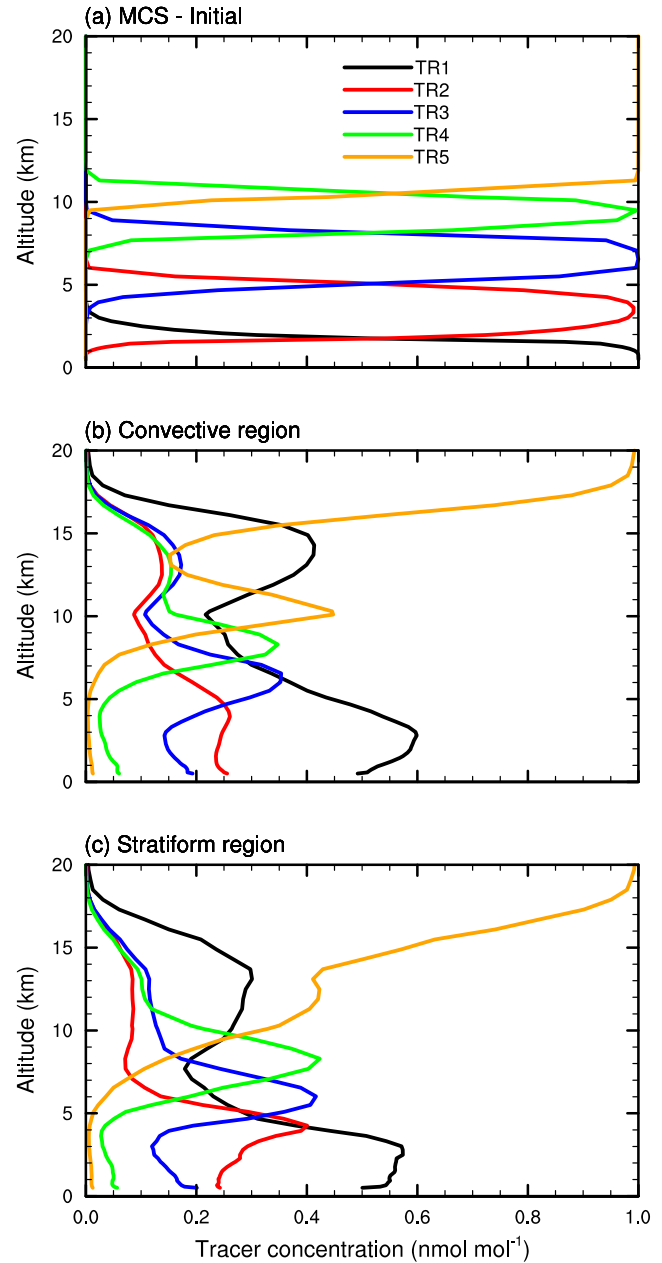 (a) MCS - Initial
20
15
10
5
0
Altitude (km)
TR1
TR2
TR3
TR4
TR5
(b) Convective region
20
15
10
5
0
Altitude (km)
(c) Stratiform region
20
15
10
5
0
Altitude (km)
0.0 0.2 0.4 0.6 0.8 1.0
Tracer concentration (nmol mol⁻¹)